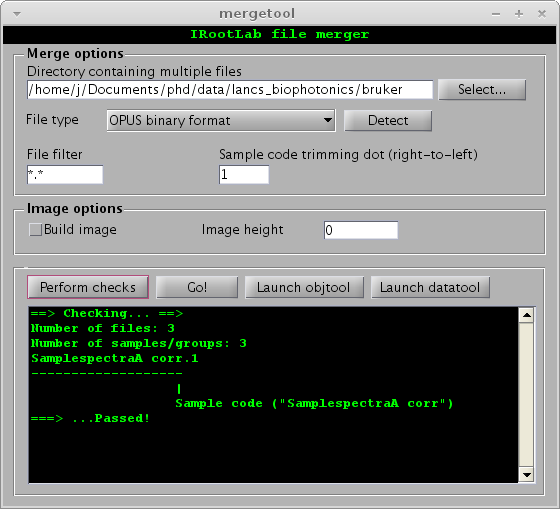 mergetool
IRootLab file merger
Merge options
Directory containing multiple files
/home/j/Documents/phd/data/lancs_biophotonics/bruker Select...
File type OPUS binary format Detect
File filter Sample code trimming dot (right-to-left)
*.* 1
Image options
Build image Image height 0
Perform checks Go! Launch objtool Launch datatool
==> Checking... ==>
Number of files: 3
Number of samples/groups: 3
SamplespectraA corr.1
-------------------
|
Sample code ("SamplespectraA corr")
===> ...Passed!